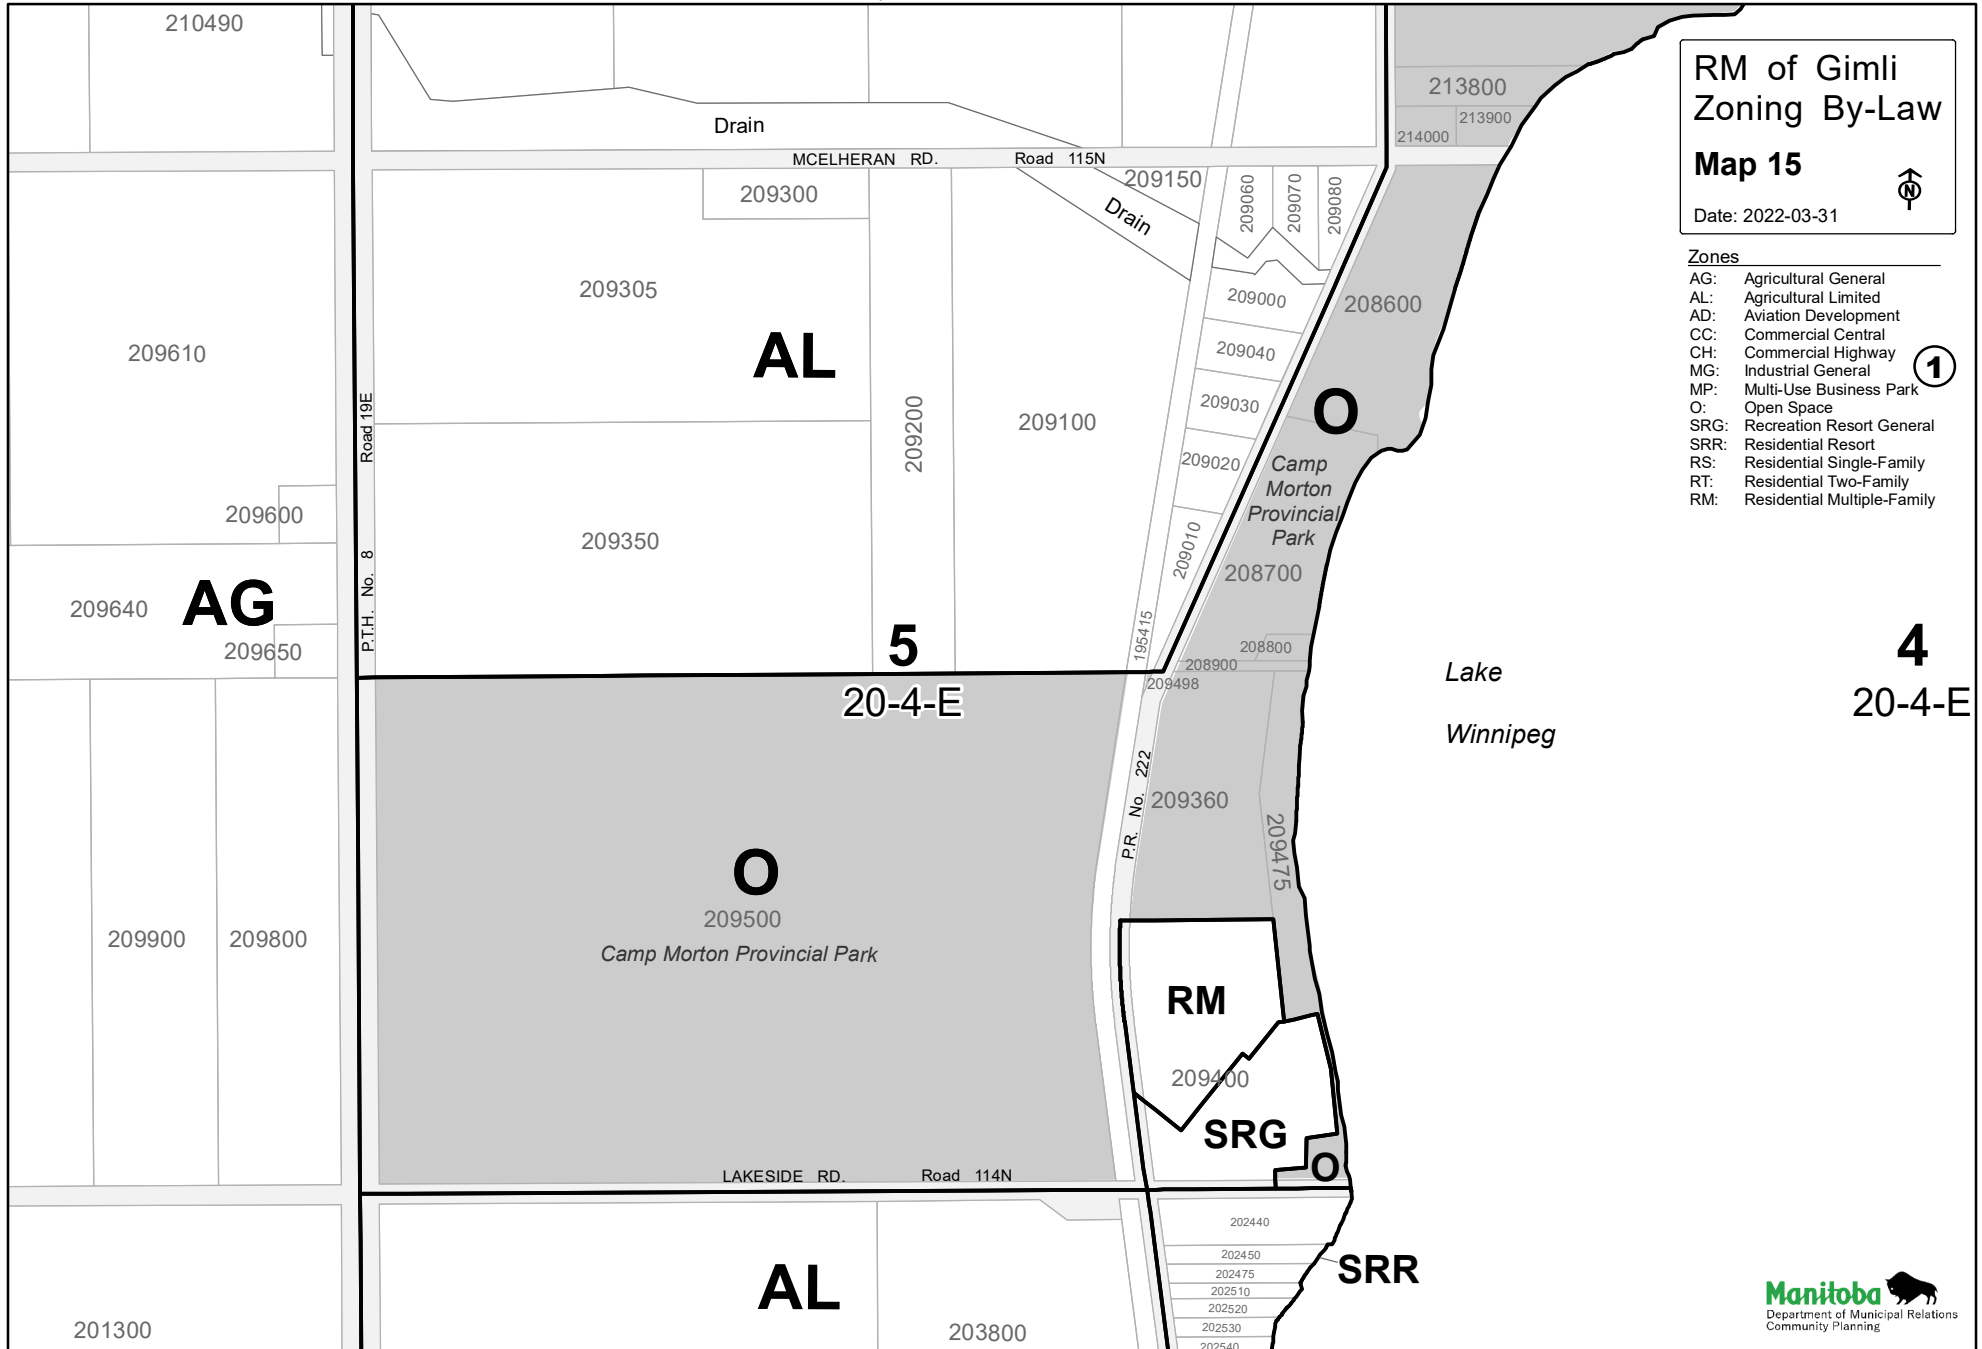 210490
Drain
MCELHERAN RD. Road 115N
213800
213900
214000
RM of Gimli
Zoning By-Law
Map 15
N
Date: 2022-03-31
Zones
AG: Agricultural General
AL: Agricultural Limited
AD: Aviation Development
CC: Commercial Central
CH: Commercial Highway
MG: Industrial General
MP: Multi-Use Business Park
O: Open Space
SRG: Recreation Resort General
SRR: Residential Resort
RS: Residential Single-Family
RT: Residential Two-Family
RM: Residential Multiple-Family
1
209300
209150
Drain
209060
209070
209080
209305
209000
208600
209610
AL
209040
209030
O
Road 19E
209200
209100
209020
Camp
Morton
Provincial
Park
209600
209350
209010
208700
P.T.H. No. 8
209640
AG
209650
195415
208800
208900
209498
5
20-4-E
Lake
Winnipeg
4
20-4-E
P.R. No. 222
209360
209475
O
209500
Camp Morton Provincial Park
209900
209800
RM
209400
SRG
O
LAKESIDE RD. Road 114N
202440
202450
202475
202510
202520
202530
202540
SRR
AL
201300
203800
Manitoba
Department of Municipal Relations
Community Planning